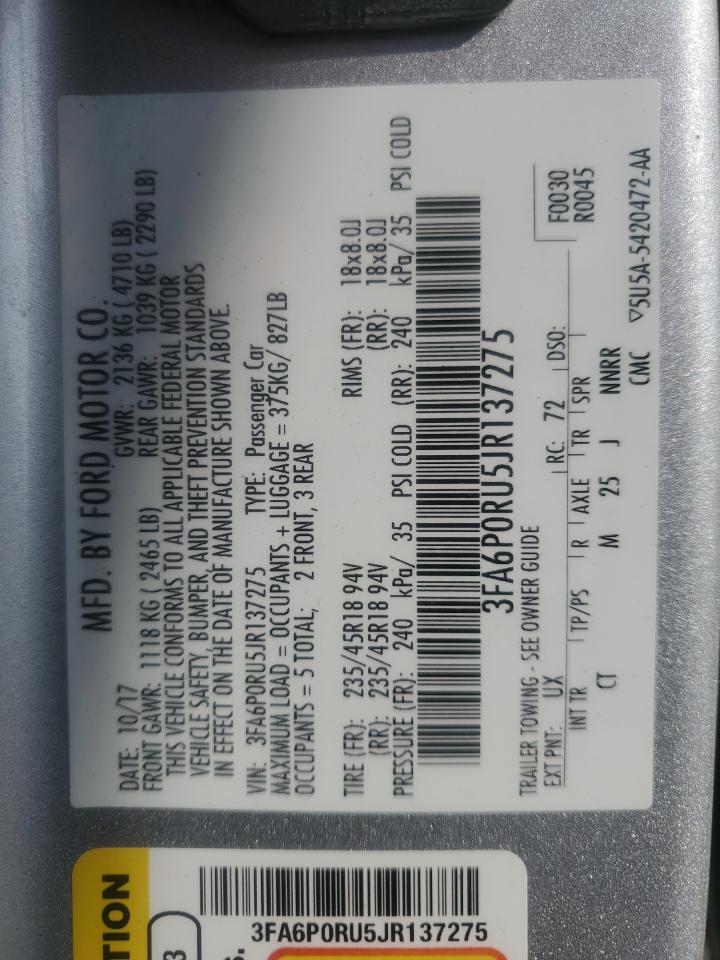 MFD. BY FORD MOTOR CO.
DATE: 10/17 GVWR: 2136 KG ( 4710 LB)
FRONT GAWR: 1118 KG ( 2465 LB) REAR GAWR: 1039 KG ( 2290 LB)
THIS VEHICLE CONFORMS TO ALL APPLICABLE FEDERAL MOTOR
VEHICLE SAFETY, BUMPER, AND THEFT PREVENTION STANDARDS
IN EFFECT ON THE DATE OF MANUFACTURE SHOWN ABOVE.
VIN: 3FA6P0RU5JR137275 TYPE: Passenger Car
MAXIMUM LOAD = OCCUPANTS + LUGGAGE = 375KG/ 827LB
OCCUPANTS = 5 TOTAL; 2 FRONT, 3 REAR
TIRE (FR): 235/45R18 94V RIMS (FR): 18x8.0J
(RR): 235/45R18 94V (RR): 18x8.0J
PRESSURE (FR): 240 kPa/ 35 PSI COLD (RR): 240 kPa/ 35 PSI COLD
3FA6P0RU5JR137275
TRAILER TOWING - SEE OWNER GUIDE
F0030
R0045
EXT PNT: UX RC: 72 DSO:
INT TR TP/PS R AXLE TR SPR
CT M 25 J NNRR
CMC ▽5U5A-5420472-AA
TION
3
S.
3FA6P0RU5JR137275